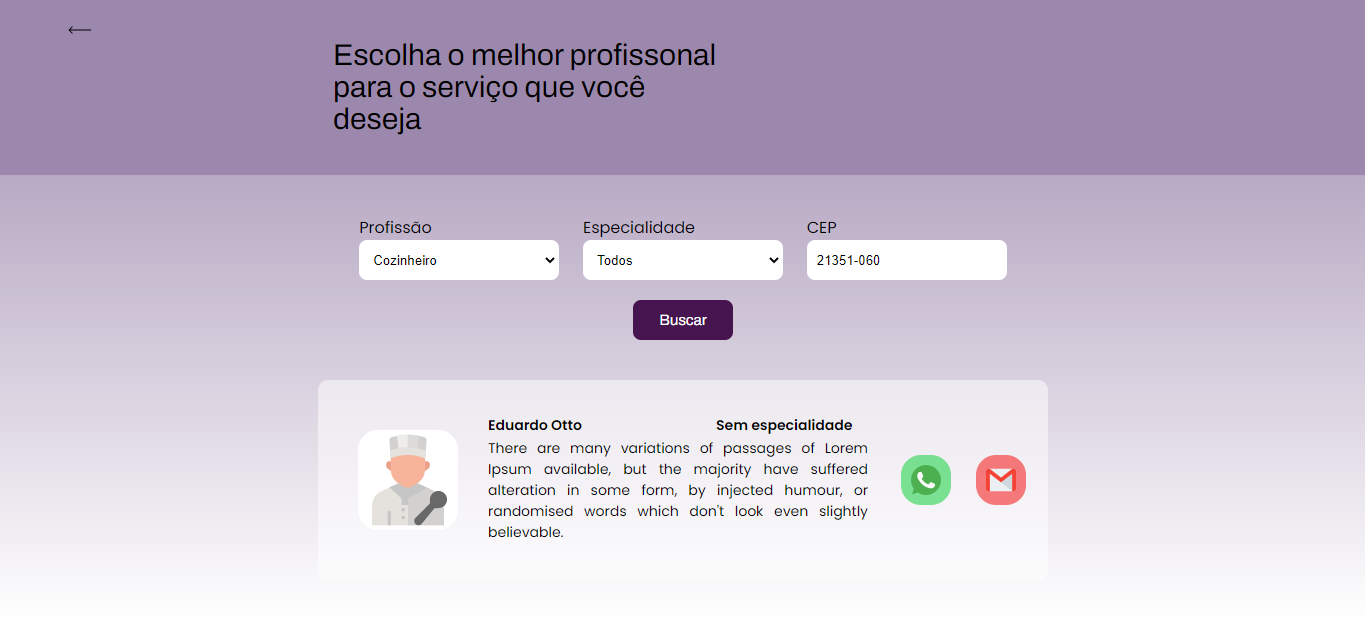 Escolha o melhor profissonal
para o serviço que você
deseja
Profissão
Especialidade
CEP
Cozinheiro
Todos
21351-060
Buscar
Eduardo Otto
Sem especialidade
There are many variations of passages of Lorem
Ipsum available, but the majority have suffered
alteration in some form, by injected humour, or
randomised words which don't look even slightly
believable.